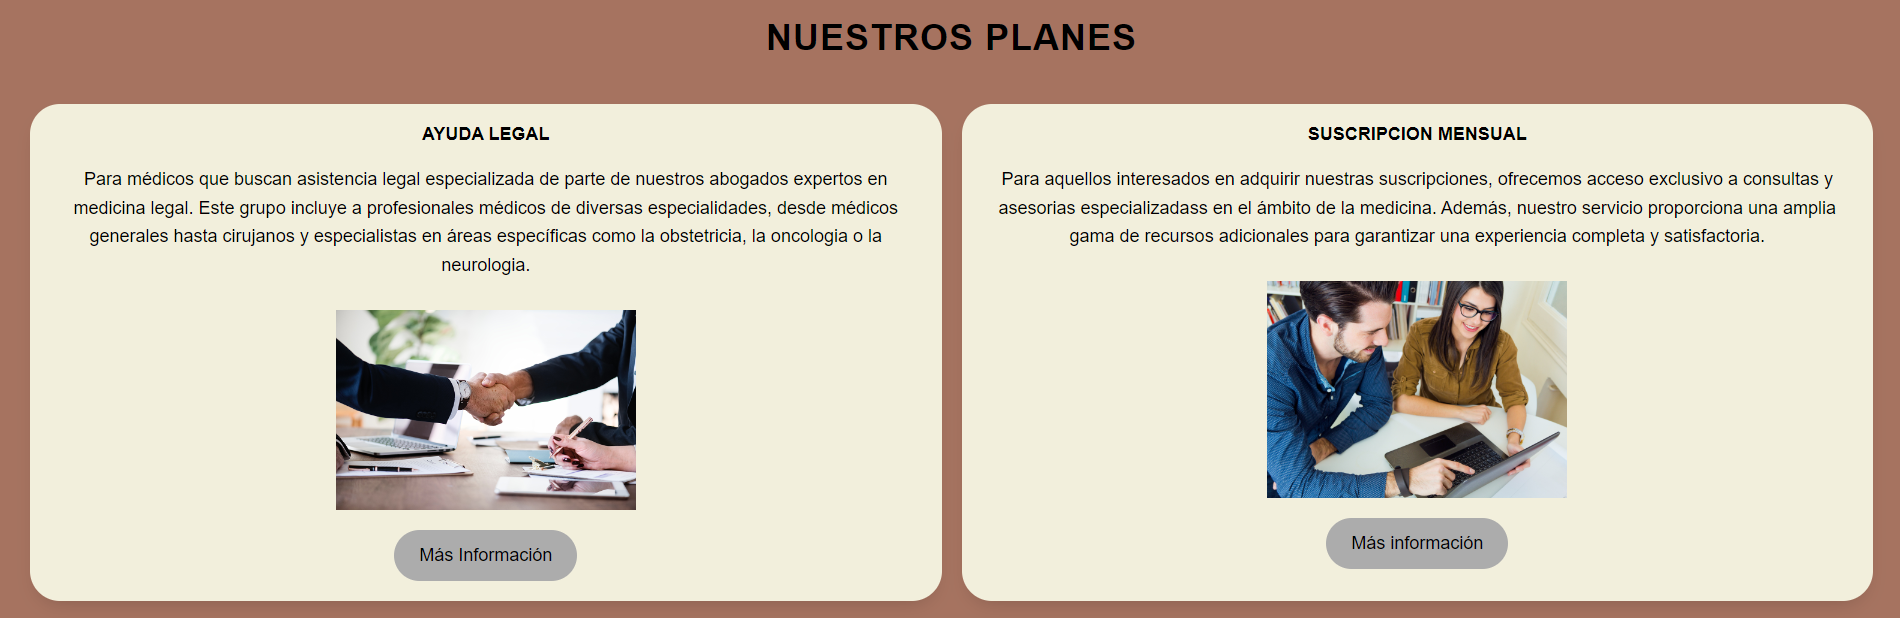 NUESTROS PLANES
AYUDA LEGAL
Para médicos que buscan asistencia legal especializada de parte de nuestros abogados expertos en
medicina legal. Este grupo incluye a profesionales médicos de diversas especialidades, desde médicos
generales hasta cirujanos y especialistas en áreas específicas como la obstetricia, la oncologia o la
neurologia.
Más Información
SUSCRIPCION MENSUAL
Para aquellos interesados en adquirir nuestras suscripciones, ofrecemos acceso exclusivo a consultas y
asesorias especializadass en el ámbito de la medicina. Además, nuestro servicio proporciona una amplia
gama de recursos adicionales para garantizar una experiencia completa y satisfactoria.
Más información